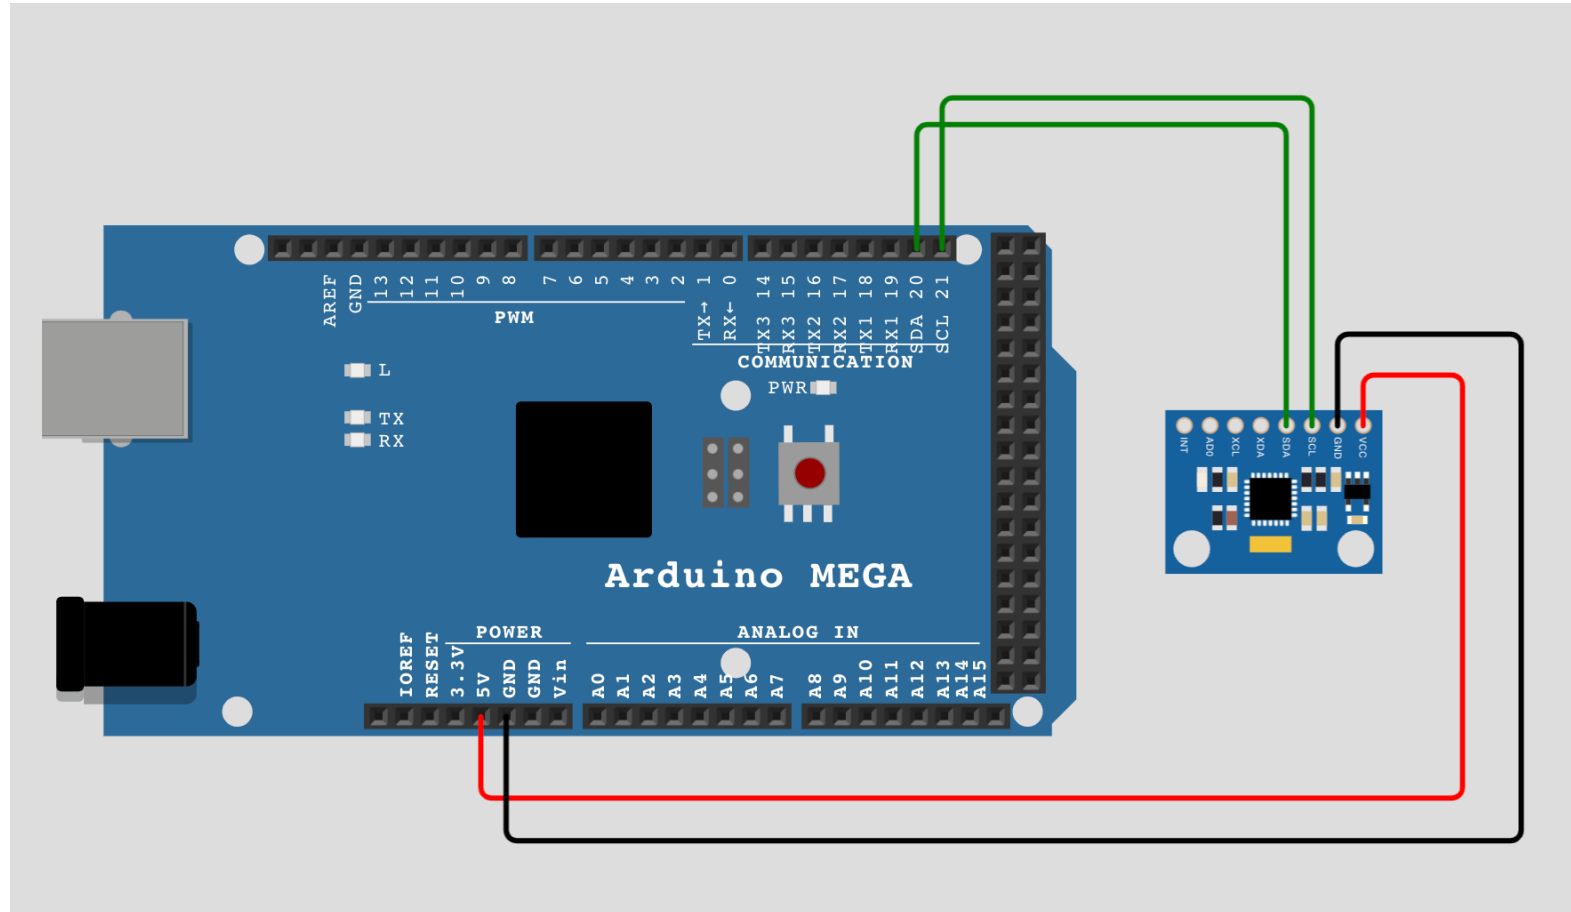 AREF
GND
13
12
11
10
9
8
7
6
5
4
3
2
TX→ 1
RX← 0
TX3 14
RX3 15
TX2 16
RX2 17
TX1 18
RX1 19
SDA 20
SCL 21
PWM
COMMUNICATION
L
TX
RX
PWR
INT
AD0
XCL
XDA
SDA
SCL
GND
VCC
Arduino MEGA
POWER
ANALOG IN
IOREF
RESET
3.3V
5V
GND
GND
Vin
A0
A1
A2
A3
A4
A5
A6
A7
A8
A9
A10
A11
A12
A13
A14
A15